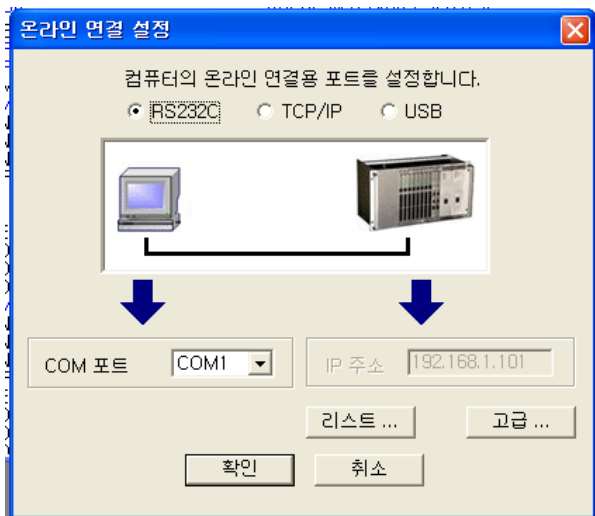 온라인 연결 설정
컴퓨터의 온라인 연결용 포트를 설정합니다.
RS232C TCP/IP USB
COM 포트 COM1 IP 주소 192.168.1.101
리스트 ... 고급 ...
확인 취소